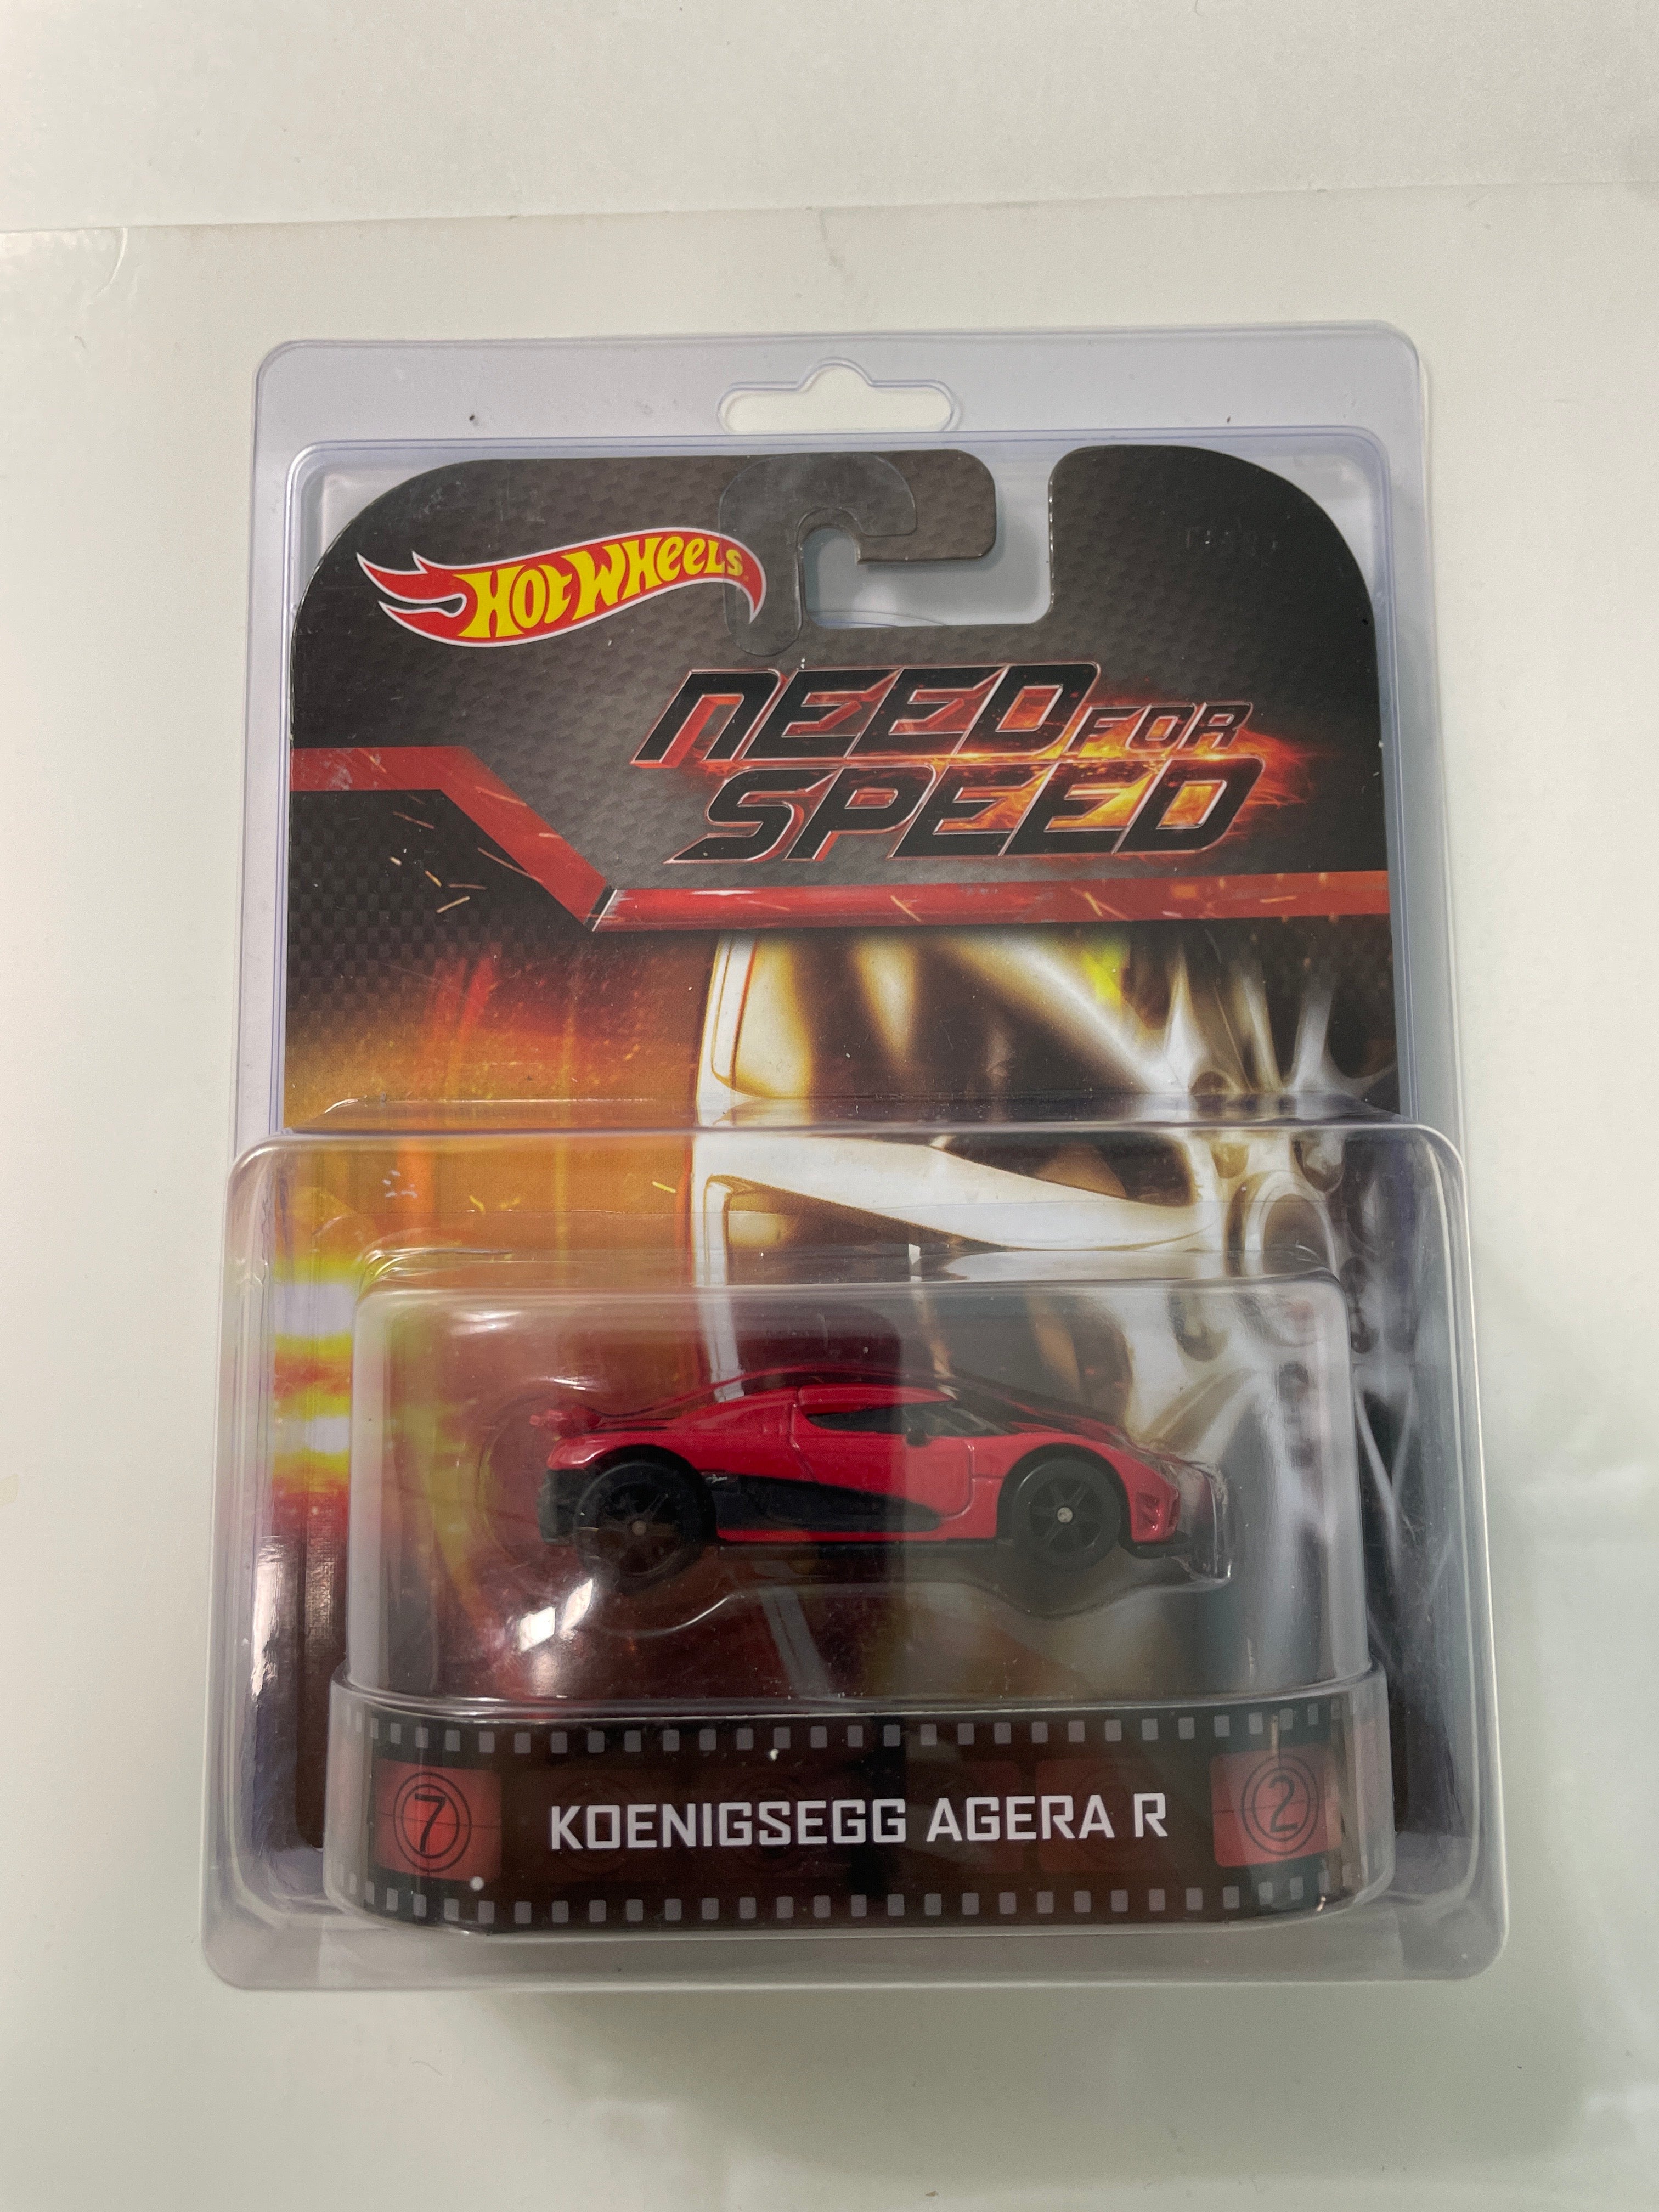 HOT WHEELS
NEED FOR
SPEED
7 KOENIGSEGG AGERA R 2